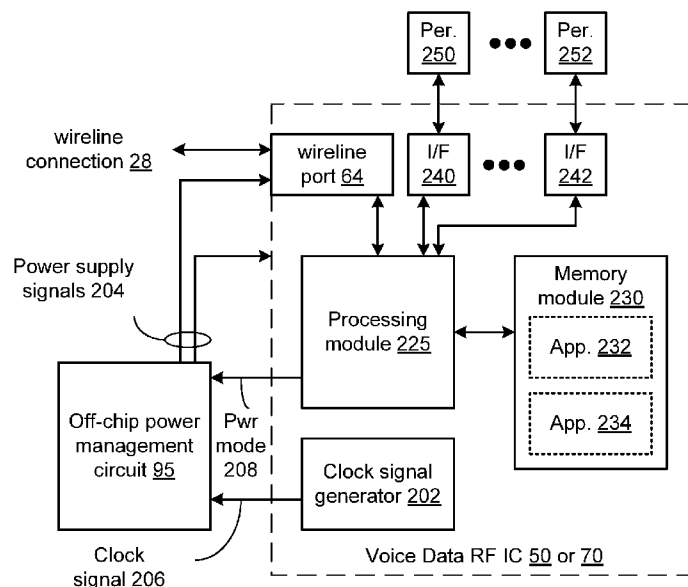 Per.
250
Per.
252
wireline
connection 28
wireline
port 64
I/F
240
I/F
242
Power supply
signals 204
Processing
module 225
Memory
module 230
App. 232
App. 234
Off-chip power
management
circuit 95
Pwr
mode
208
Clock signal
generator 202
Clock
signal 206
Voice Data RF IC 50 or 70